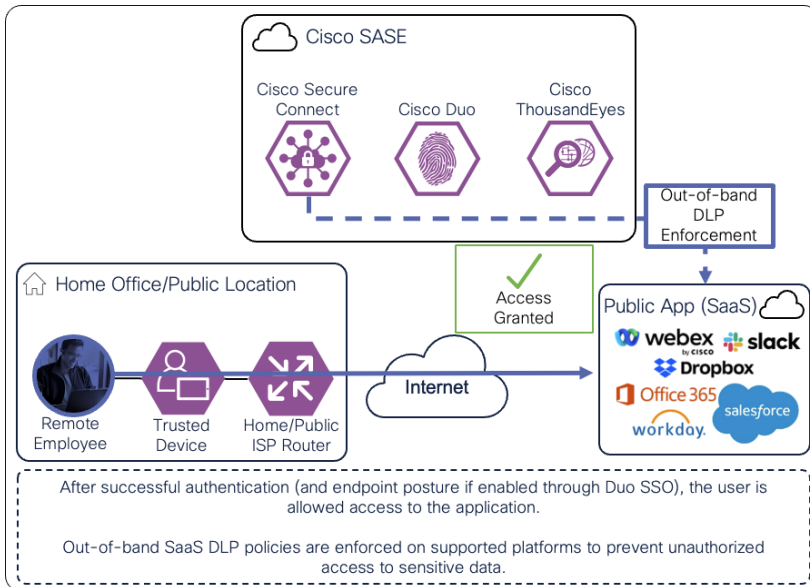 Cisco SASE
Cisco Secure
Connect
Cisco Duo
Cisco
ThousandEyes
Out-of-band
DLP
Enforcement
Access
Granted
Home Office/Public Location
Remote
Employee
Trusted
Device
Home/Public
ISP Router
Internet
Public App (SaaS)
webex
by CISCO
slack
Dropbox
Office 365
salesforce
workday.
After successful authentication (and endpoint posture if enabled through Duo SSO), the user is
allowed access to the application.
Out-of-band SaaS DLP policies are enforced on supported platforms to prevent unauthorized
access to sensitive data.